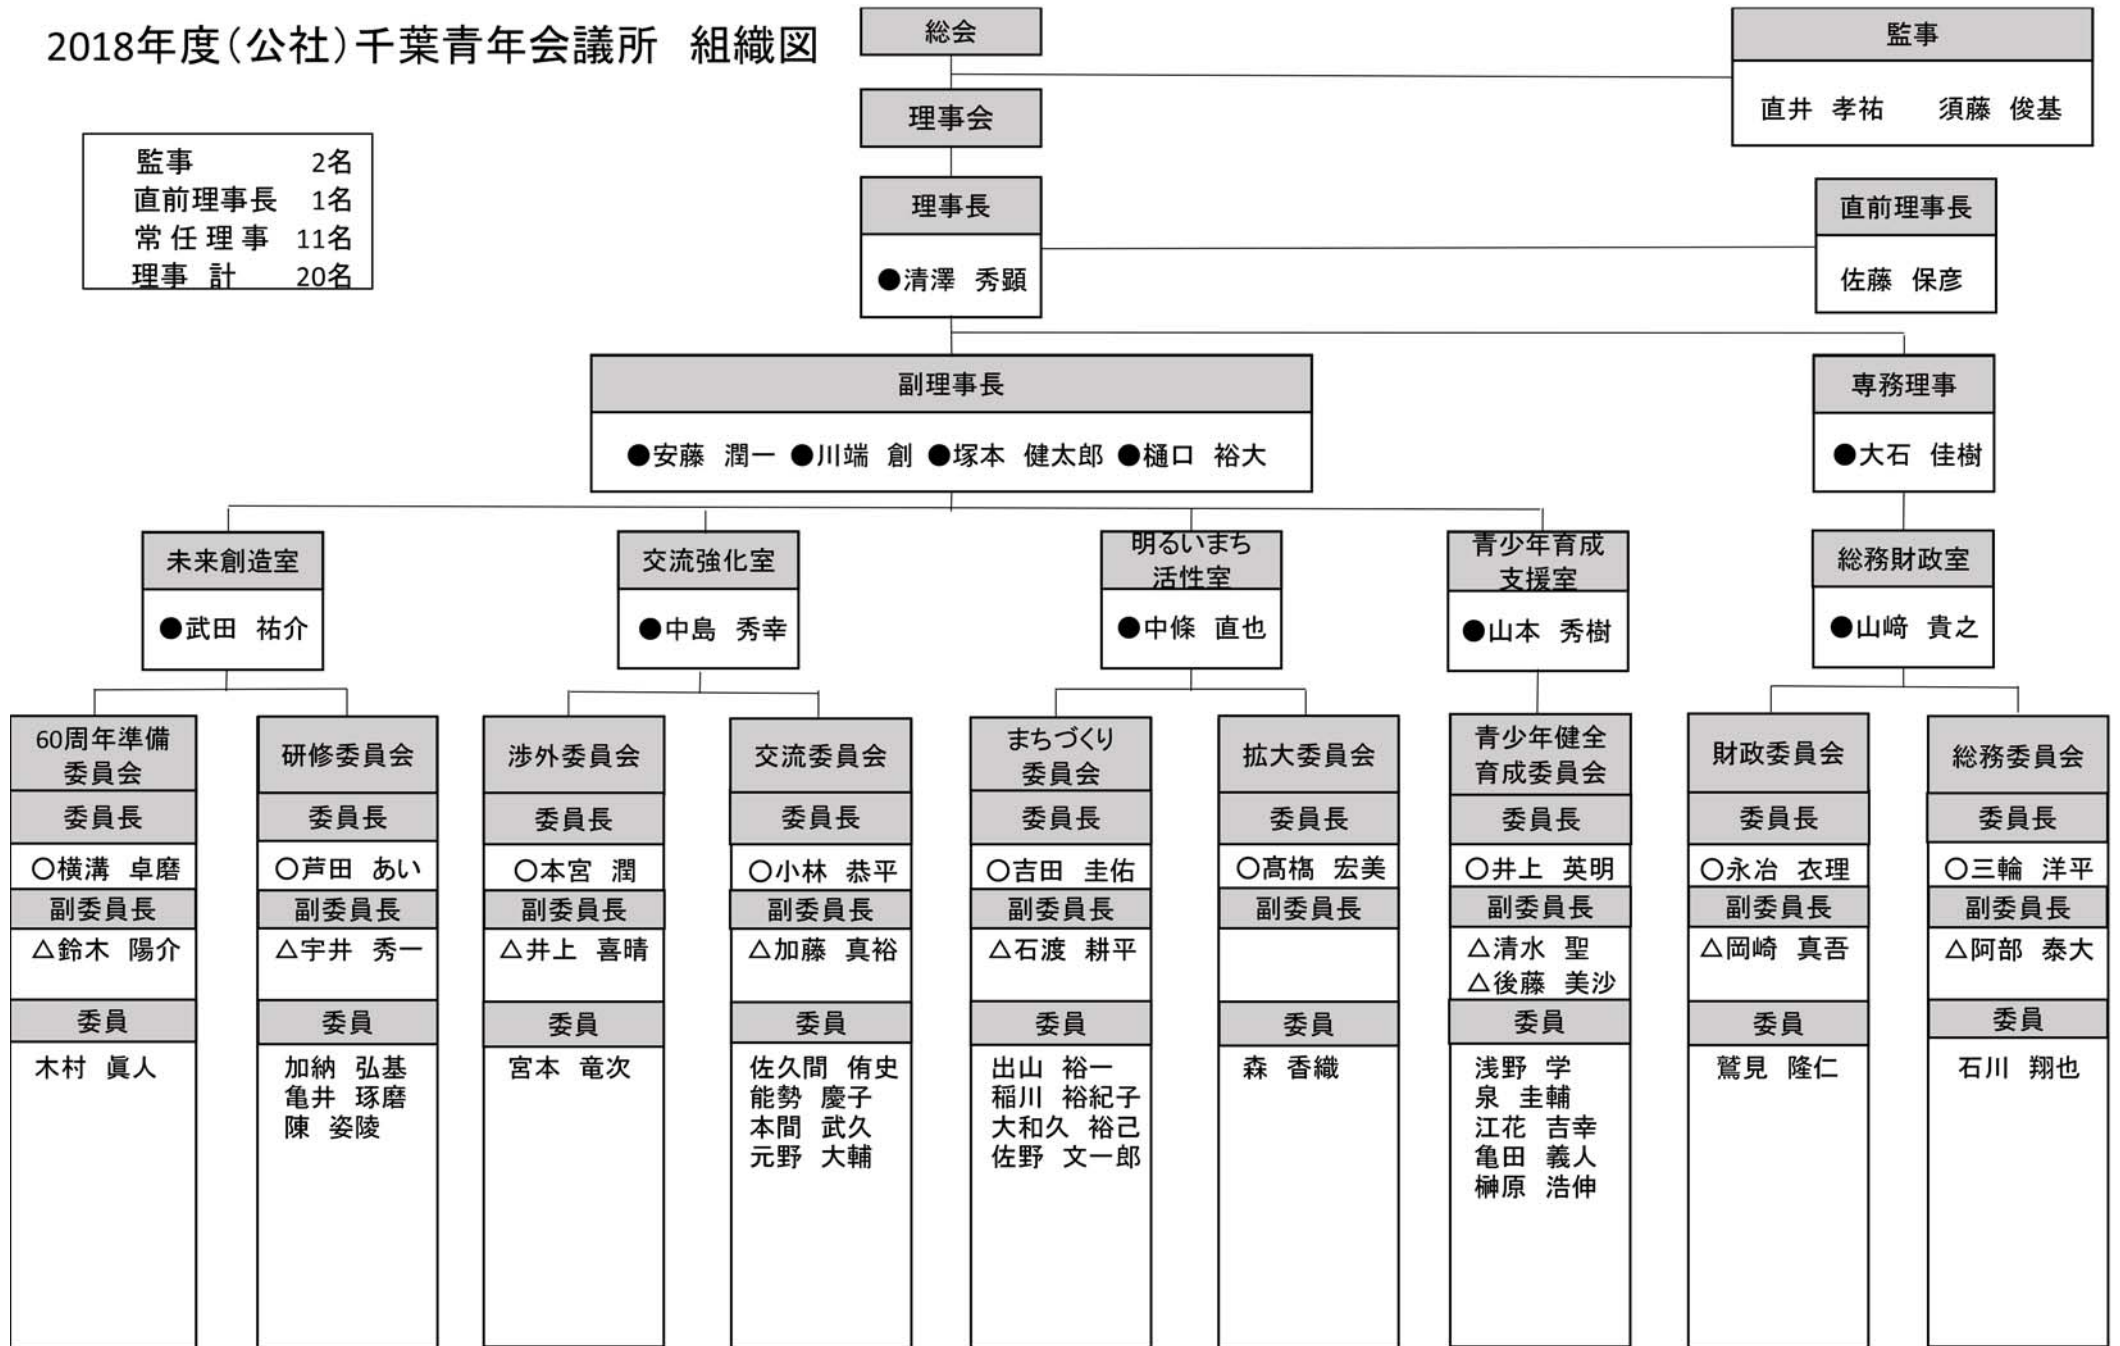 2018年度（公社）千葉青年会議所 組織図
総会
監事
直井 孝祐 須藤 俊基
理事会
監事 2名
直前理事長 1名
常任理事 11名
理事 計 20名
理事長
●清澤 秀顕
直前理事長
佐藤 保彦
副理事長
●安藤 潤一 ●川端 創 ●塚本 健太郎 ●樋口 裕大
専務理事
●大石 佳樹
未来創造室
●武田 祐介
交流強化室
●中島 秀幸
明るいまち
活性室
●中條 直也
青少年育成
支援室
●山本 秀樹
総務財政室
●山﨑 貴之
60周年準備
委員会
委員長
○横溝 卓磨
副委員長
△鈴木 陽介
委員
木村 眞人
研修委員会
委員長
○芦田 あい
副委員長
△宇井 秀一
委員
加納 弘基
亀井 琢磨
陳 姿陵
渉外委員会
委員長
○本宮 潤
副委員長
△井上 喜晴
委員
宮本 竜次
交流委員会
委員長
○小林 恭平
副委員長
△加藤 真裕
委員
佐久間 侑史
能勢 慶子
本間 武久
元野 大輔
まちづくり
委員会
委員長
○吉田 圭佑
副委員長
△石渡 耕平
委員
出山 裕一
稲川 裕紀子
大和久 裕己
佐野 文一郎
拡大委員会
委員長
○髙槗 宏美
副委員長
委員
森 香織
青少年健全
育成委員会
委員長
○井上 英明
副委員長
△清水 聖
△後藤 美沙
委員
浅野 学
泉 圭輔
江花 吉幸
亀田 義人
榊原 浩伸
財政委員会
委員長
○永冶 衣理
副委員長
△岡崎 真吾
委員
鷲見 隆仁
総務委員会
委員長
○三輪 洋平
副委員長
△阿部 泰大
委員
石川 翔也